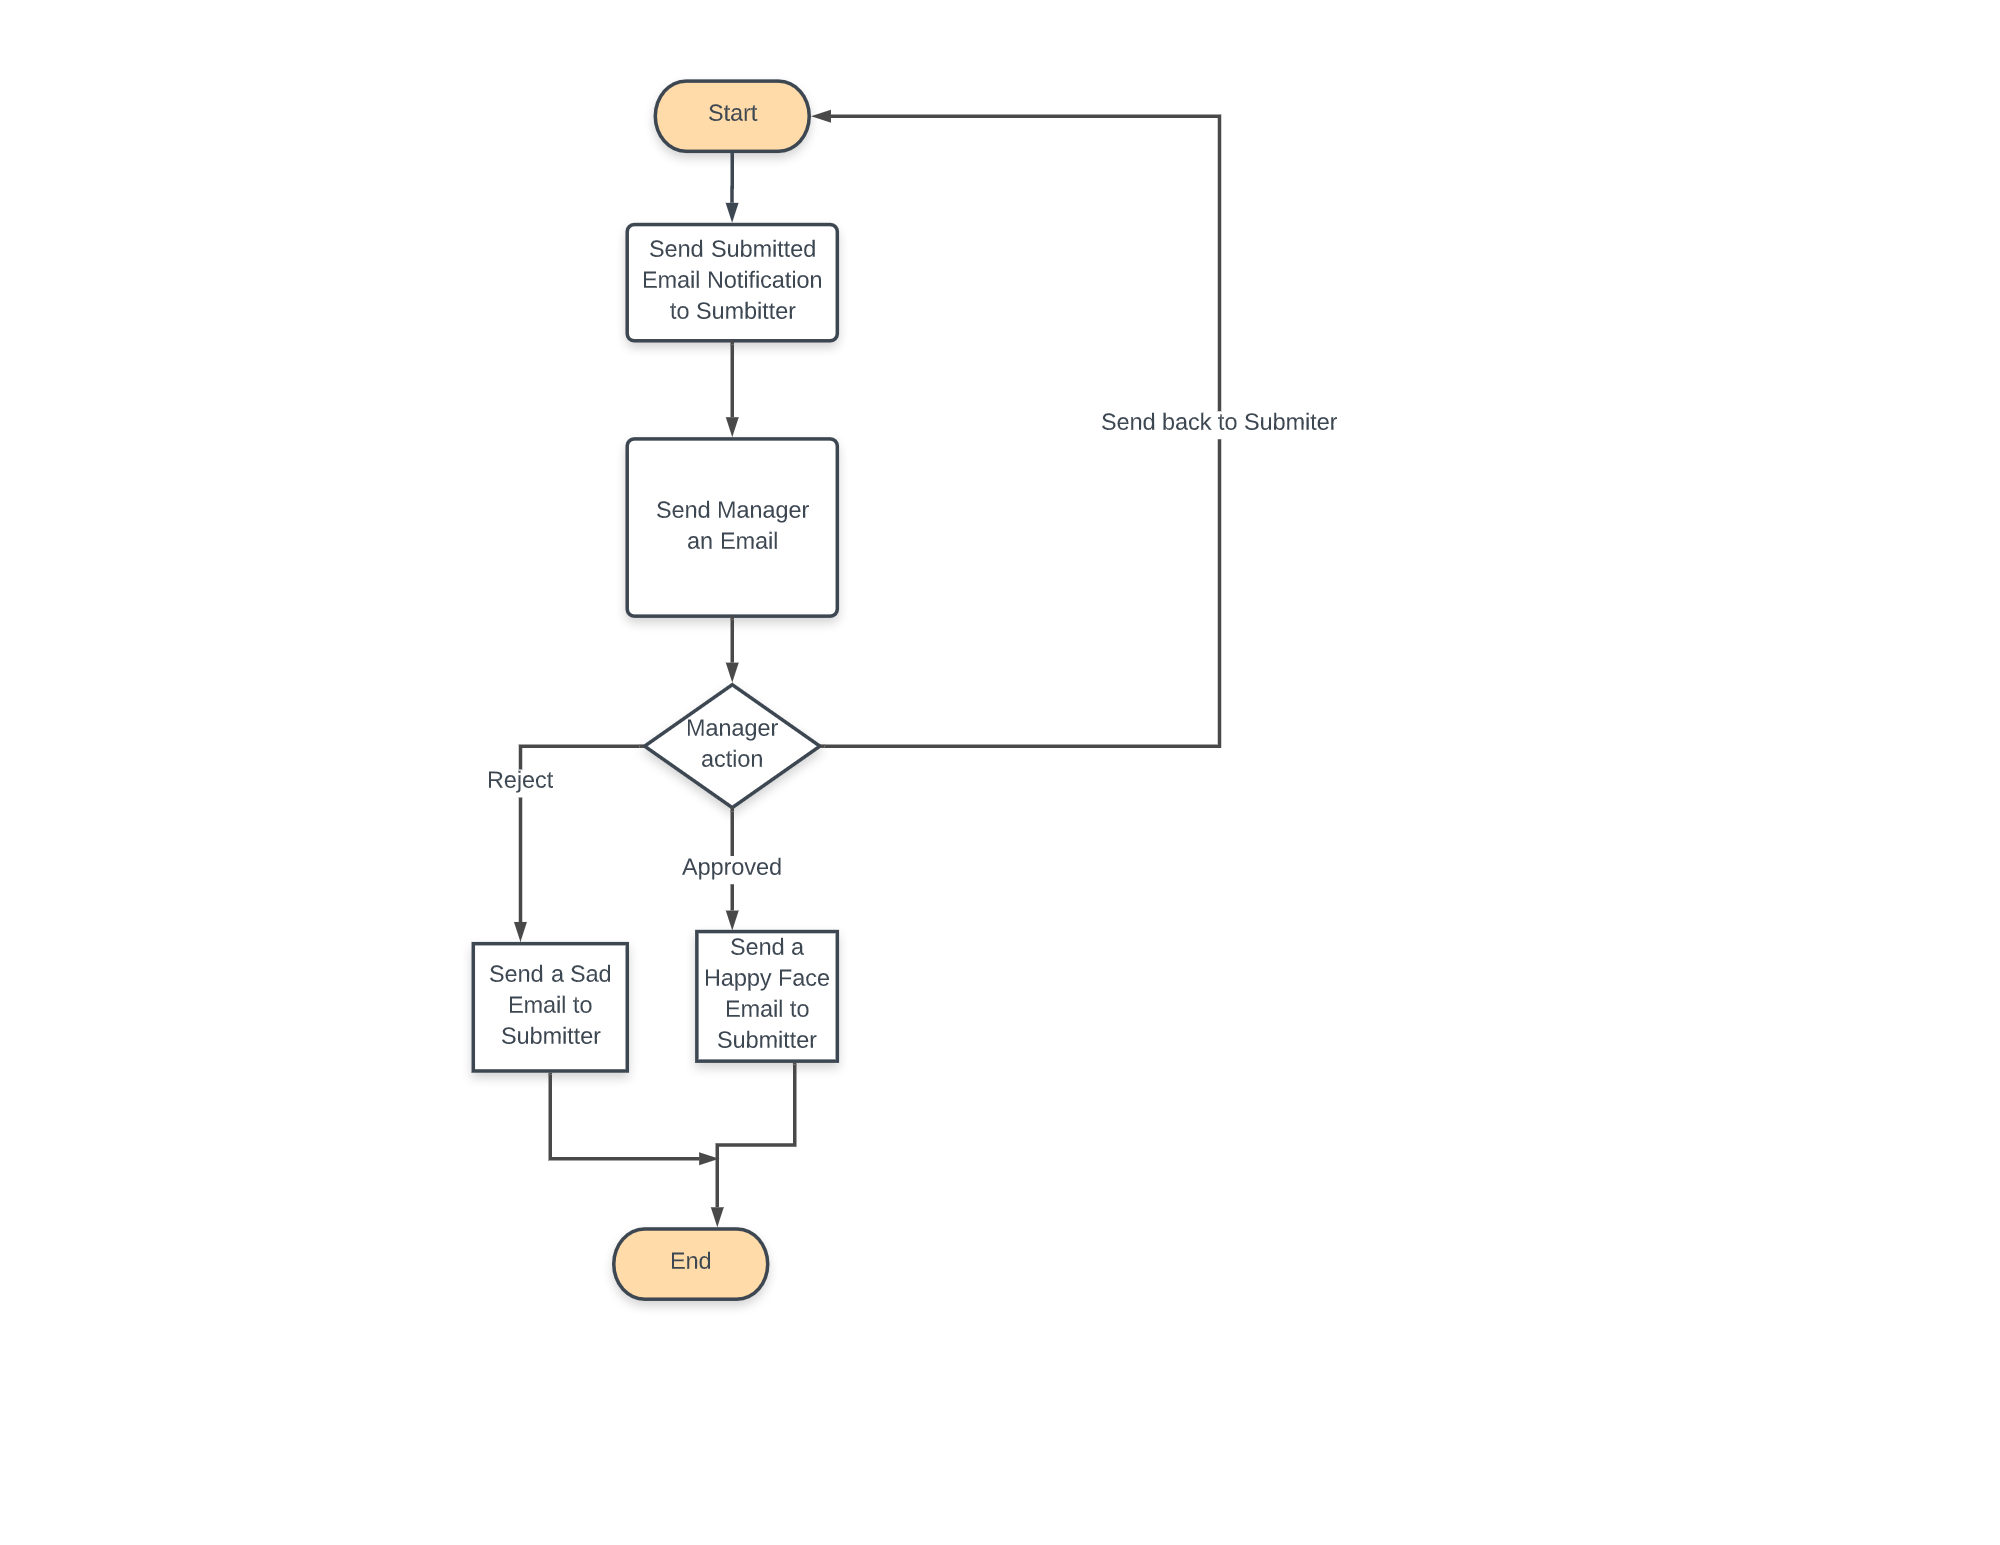 Start
Send Submitted
Email Notification
to Sumbitter
Send back to Submiter
Send Manager
an Email
Manager
action
Reject
Approved
Send a Sad
Email to
Submitter
Send a
Happy Face
Email to
Submitter
End